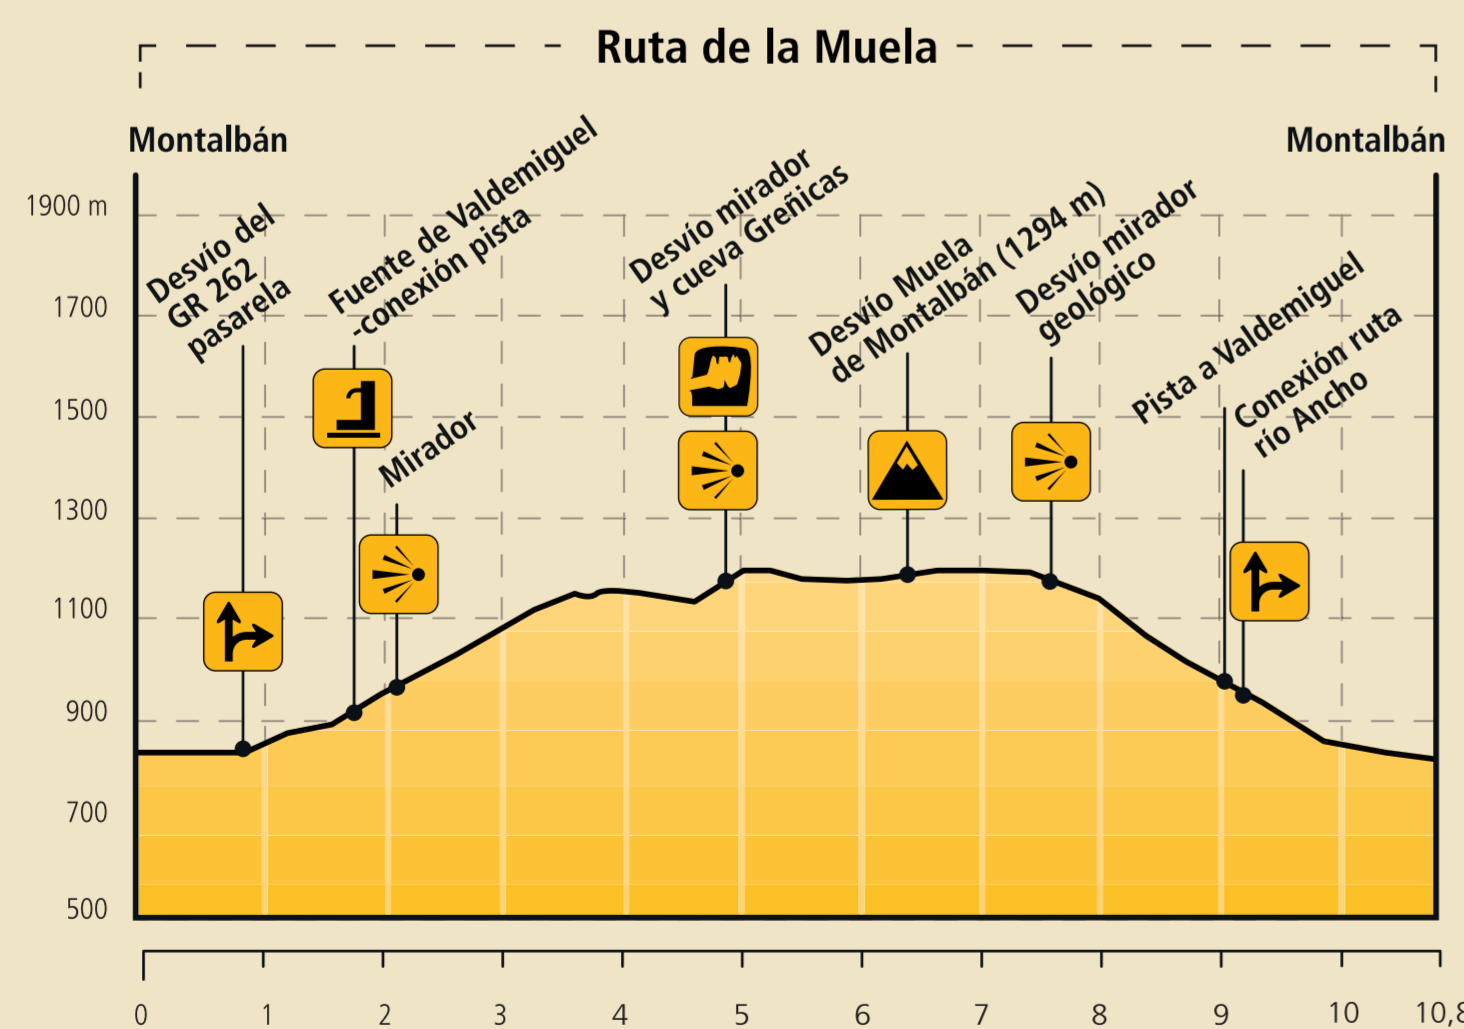 Ruta de la Muela
Montalbán
Montalbán
Desvío del
GR 262
pasarela
Fuente de Valdemiguel
-conexión pista
Mirador
Desvío mirador
y cueva Greñicas
Desvío Muela
de Montalbán (1294 m)
Desvío mirador
geológico
Pista a Valdemiguel
Conexión ruta
río Ancho
1900 m
1700
1500
1300
1100
900
700
500
0 1 2 3 4 5 6 7 8 9 10 10,8